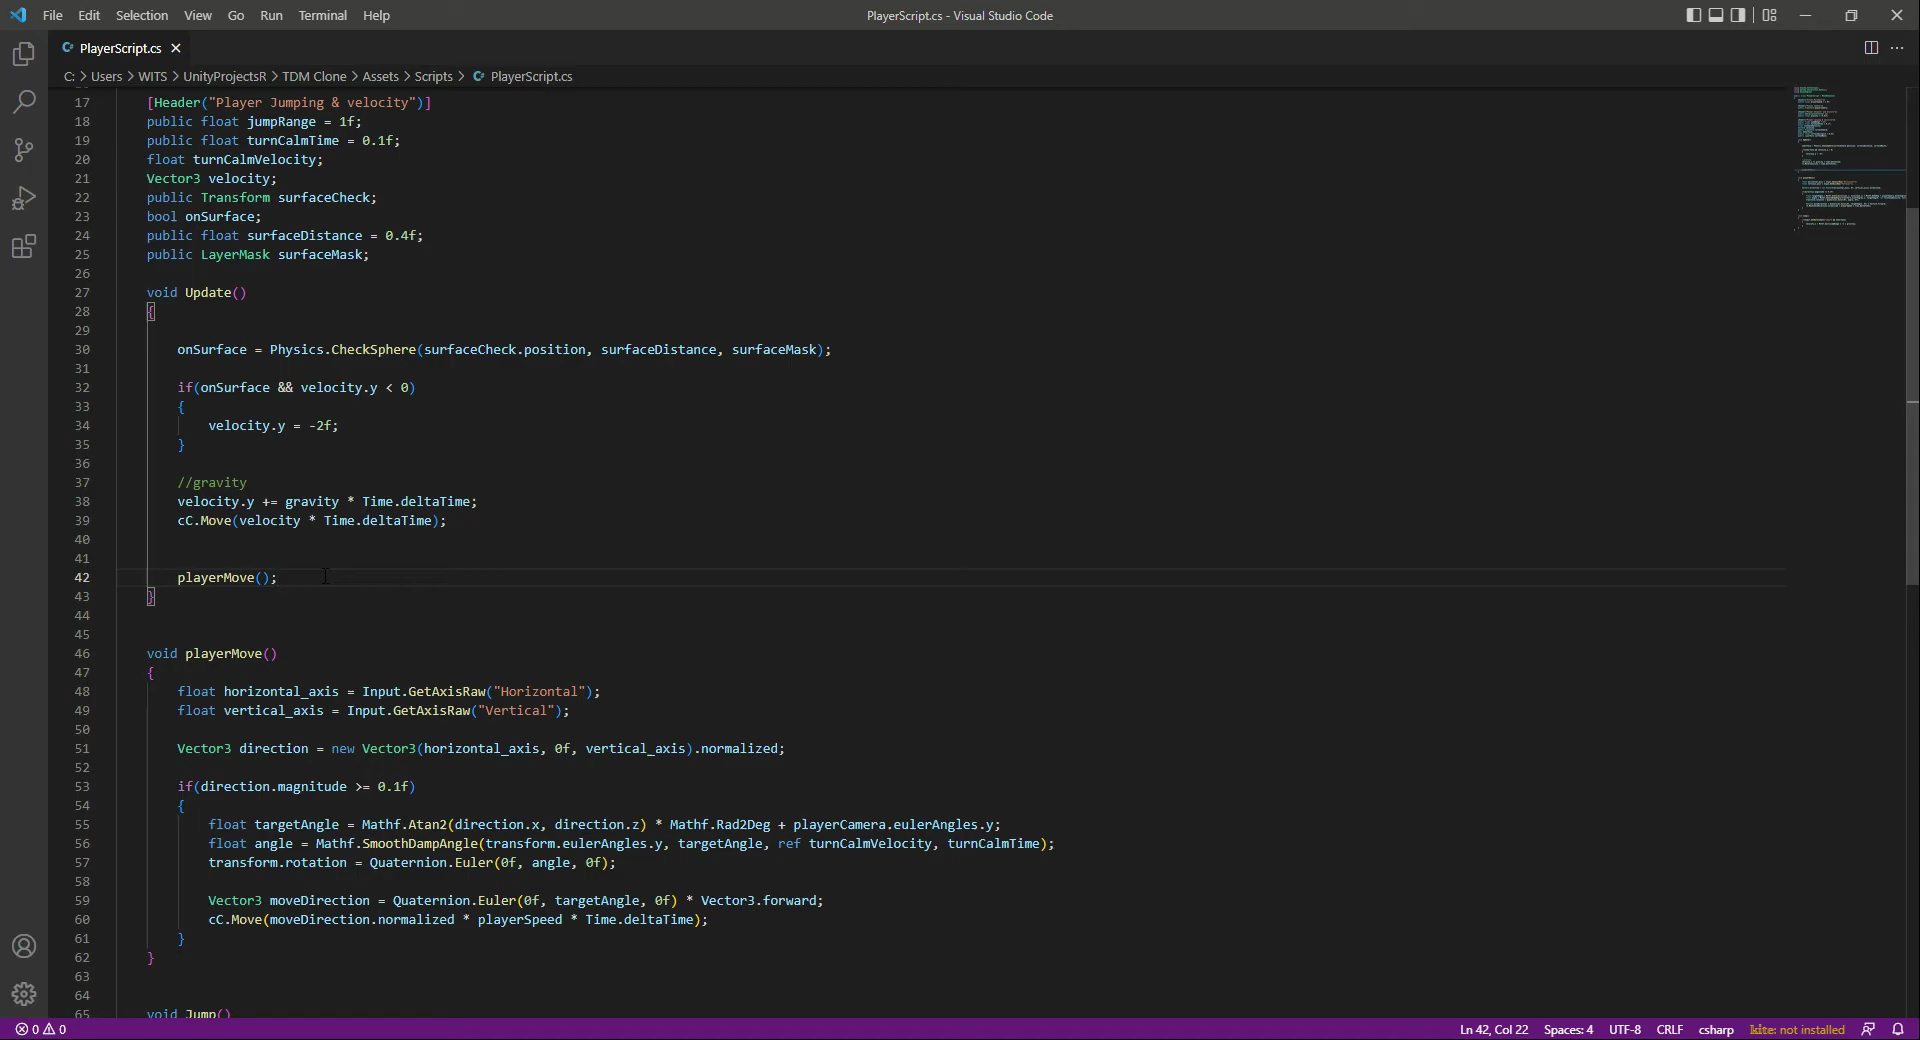 File Edit Selection View Go Run Terminal Help
PlayerScript.cs - Visual Studio Code
PlayerScript.cs
C: > Users > WITS > UnityProjectsR > TDM Clone > Assets > Scripts > PlayerScript.cs
17 [Header("Player Jumping & velocity")]
18 public float jumpRange = 1f;
19 public float turnCalmTime = 0.1f;
20 float turnCalmVelocity;
21 Vector3 velocity;
22 public Transform surfaceCheck;
23 bool onSurface;
24 public float surfaceDistance = 0.4f;
25 public LayerMask surfaceMask;
26
27 void Update()
28 {
29
30 onSurface = Physics.CheckSphere(surfaceCheck.position, surfaceDistance, surfaceMask);
31
32 if(onSurface && velocity.y < 0)
33 {
34 velocity.y = -2f;
35 }
36
37 //gravity
38 velocity.y += gravity * Time.deltaTime;
39 cC.Move(velocity * Time.deltaTime);
40
41
42 playerMove();
43 }
44
45
46 void playerMove()
47 {
48 float horizontal_axis = Input.GetAxisRaw("Horizontal");
49 float vertical_axis = Input.GetAxisRaw("Vertical");
50
51 Vector3 direction = new Vector3(horizontal_axis, 0f, vertical_axis).normalized;
52
53 if(direction.magnitude >= 0.1f)
54 {
55 float targetAngle = Mathf.Atan2(direction.x, direction.z) * Mathf.Rad2Deg + playerCamera.eulerAngles.y;
56 float angle = Mathf.SmoothDampAngle(transform.eulerAngles.y, targetAngle, ref turnCalmVelocity, turnCalmTime);
57 transform.rotation = Quaternion.Euler(0f, angle, 0f);
58
59 Vector3 moveDirection = Quaternion.Euler(0f, targetAngle, 0f) * Vector3.forward;
60 cC.Move(moveDirection.normalized * playerSpeed * Time.deltaTime);
61 }
62 }
63
64
65 void Jump()
0 0 Ln 42, Col 22 Spaces: 4 UTF-8 CRLF csharp kite: not installed